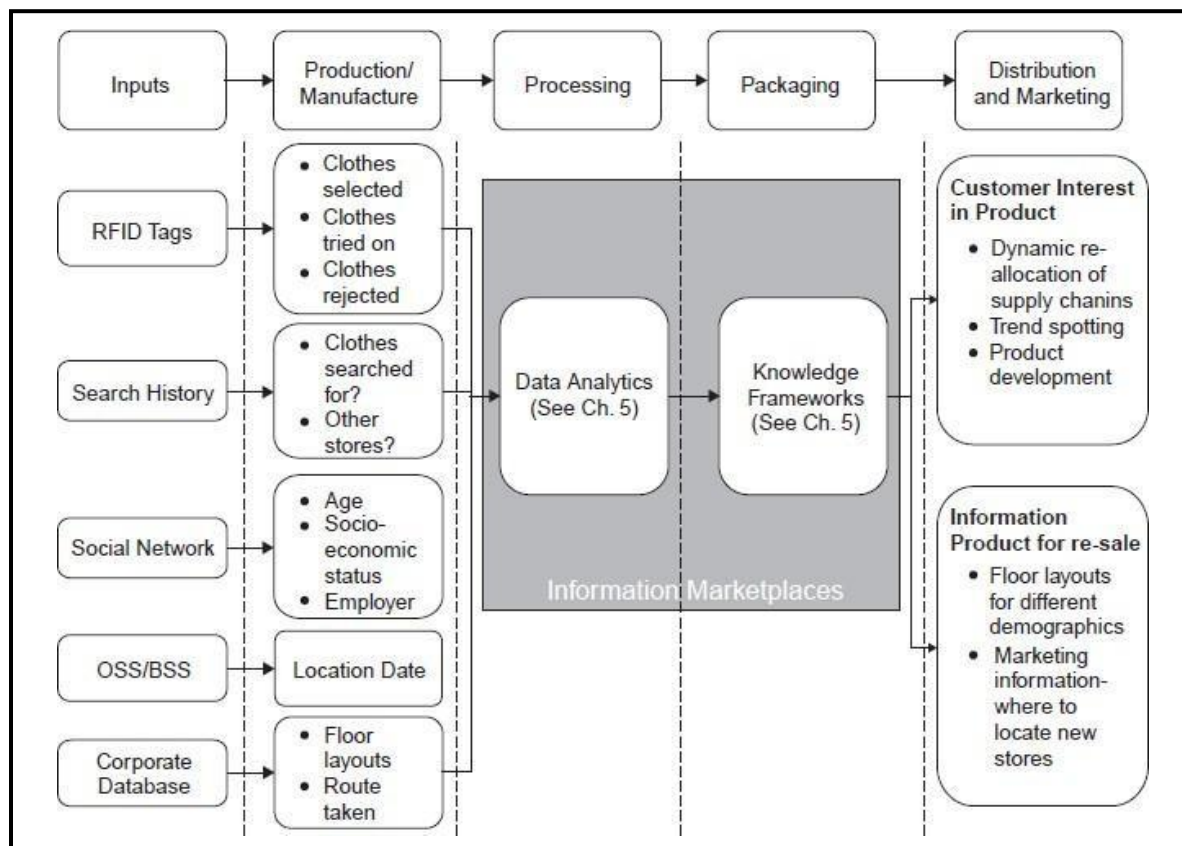 Inputs
Production/
Manufacture
Processing
Packaging
Distribution
and Marketing
RFID Tags
• Clothes
selected
• Clothes
tried on
• Clothes
rejected
Search History
• Clothes
searched
for?
• Other
stores?
Social Network
• Age
• Socio-
economic
status
• Employer
OSS/BSS
Location Date
Corporate
Database
• Floor
layouts
• Route
taken
Data Analytics
(See Ch. 5)
Knowledge
Frameworks
(See Ch. 5)
Information Marketplaces
Customer Interest
in Product
• Dynamic re-
allocation of
supply chanins
• Trend spotting
• Product
development
Information
Product for re-sale
• Floor layouts
for different
demographics
• Marketing
information-
where to
locate new
stores